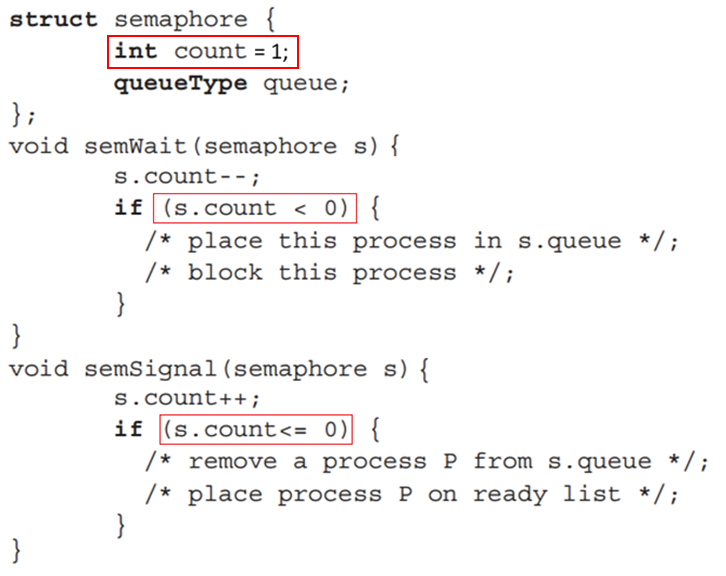 struct semaphore {
int count = 1;
queueType queue;
};
void semWait(semaphore s){
s.count--;
if (s.count < 0) {
/* place this process in s.queue */;
/* block this process */;
}
}
void semSignal(semaphore s){
s.count++;
if (s.count<= 0) {
/* remove a process P from s.queue */;
/* place process P on ready list */;
}
}